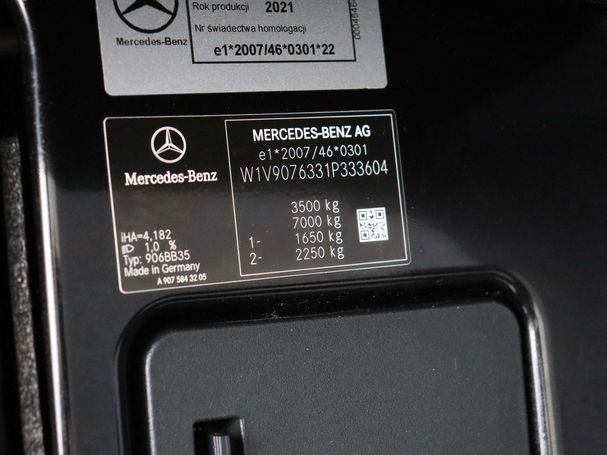 Rok produkcji 2021
Nr świadectwa homologacji
e1*2007/46*0301*22
Mercedes-Benz
Mercedes-Benz
iHA=4,182
1,0 %
Typ: 906BB35
Made in Germany
A 907 584 32 05
MERCEDES-BENZ AG
e1*2007/46*0301
W1V9076331P333604
3500 kg
7000 kg
1- 1650 kg
2- 2250 kg